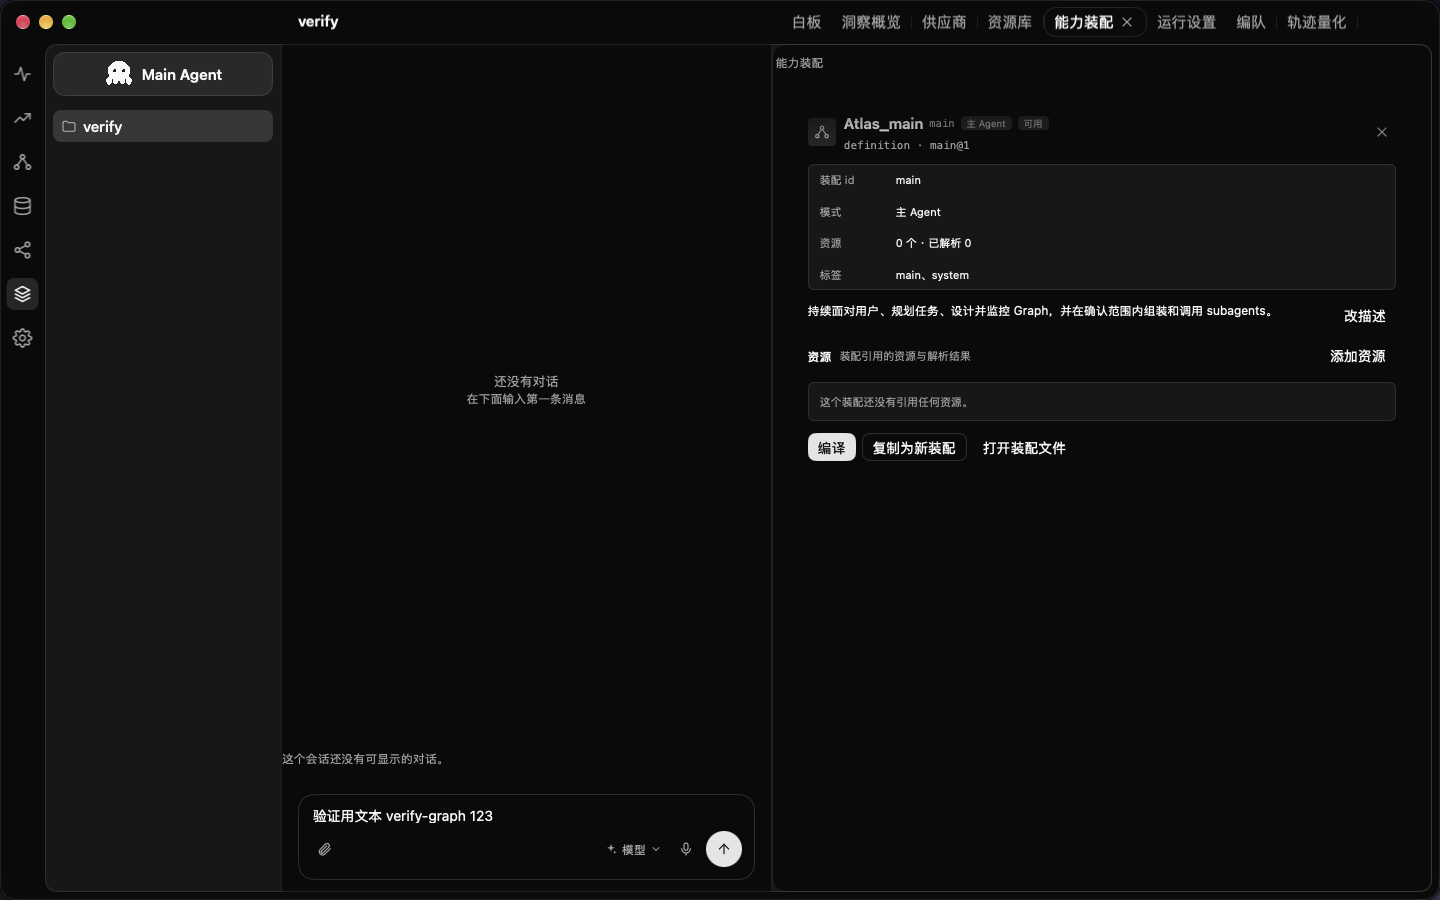 verify
白板 洞察概览 供应商 资源库 能力装配 运行设置 编队 轨迹量化
Main Agent
verify
还没有对话
在下面输入第一条消息
这个会话还没有可显示的对话。
验证用文本 verify-graph 123
模型
能力装配
Atlas_main main 主 Agent 可用
definition · main@1
装配 id main
模式 主 Agent
资源 0 个 · 已解析 0
标签 main、system
持续面对用户、规划任务、设计并监控 Graph，并在确认范围内组装和调用 subagents。 改描述
资源 装配引用的资源与解析结果 添加资源
这个装配还没有引用任何资源。
编译 复制为新装配 打开装配文件